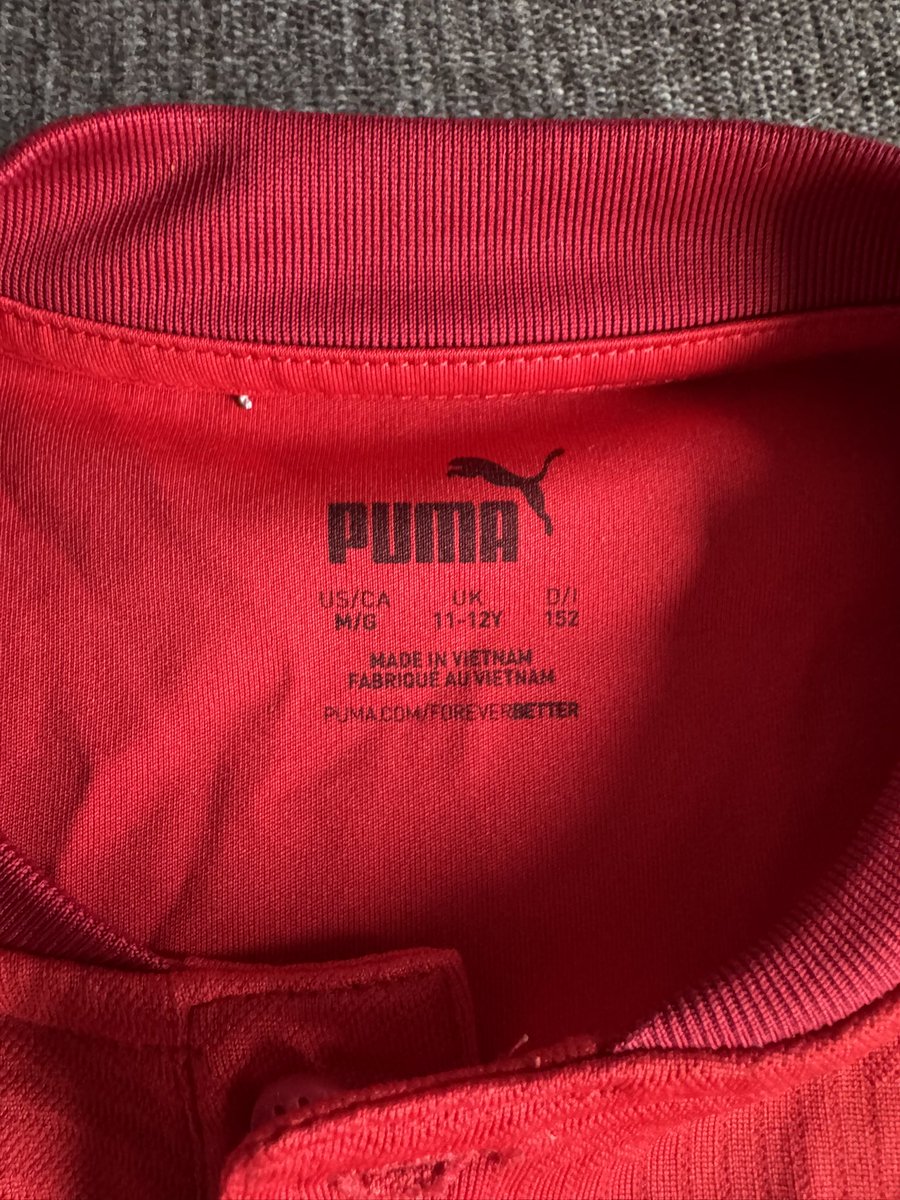 PUMA
US/CA UK D/I
M/G 11-12Y 152
MADE IN VIETNAM
FABRIQUÉ AU VIETNAM
PUMA.COM/FOREVERBETTER